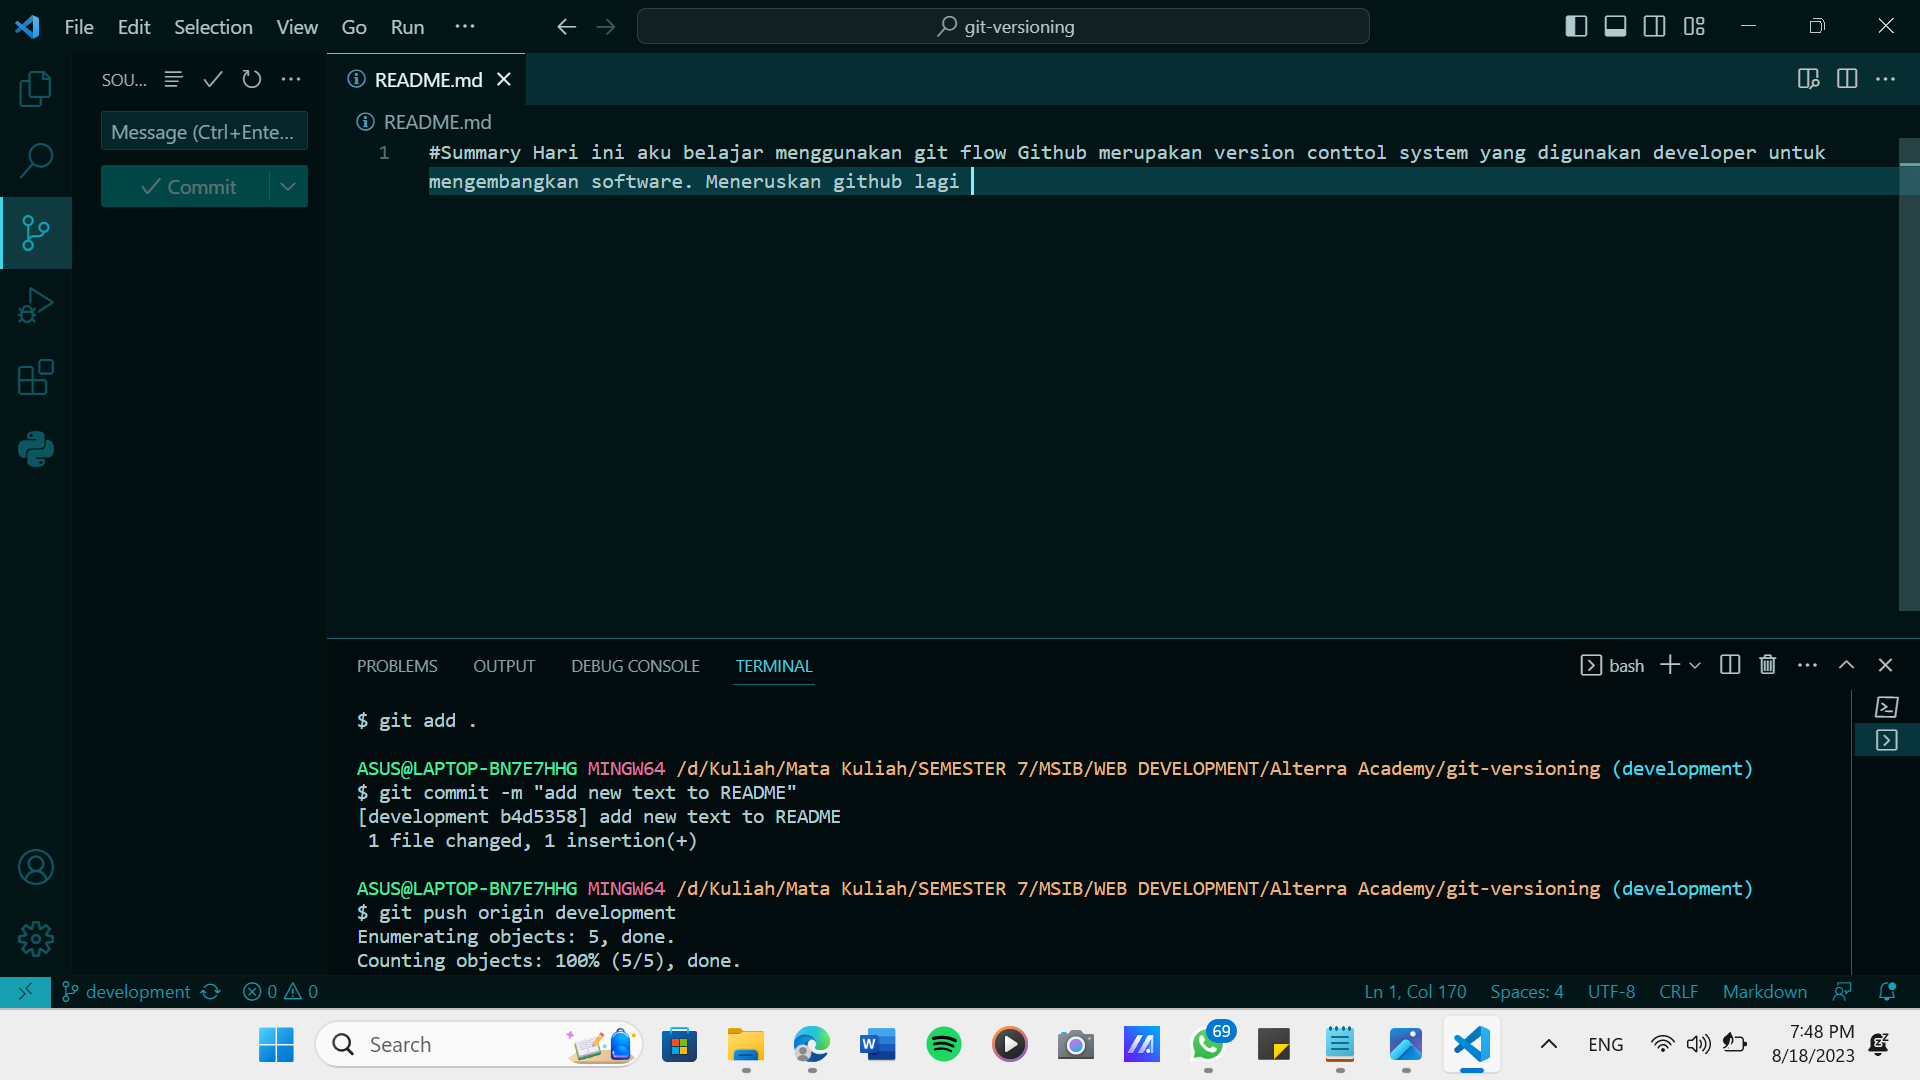 File Edit Selection View Go Run ··· git-versioning
SOU...
README.md
README.md
Message (Ctrl+Ente...
Commit
1 #Summary Hari ini aku belajar menggunakan git flow Github merupakan version conttol system yang digunakan developer untuk
mengembangkan software. Meneruskan github lagi
PROBLEMS OUTPUT DEBUG CONSOLE TERMINAL bash
$ git add .
ASUS@LAPTOP-BN7E7HHG MINGW64 /d/Kuliah/Mata Kuliah/SEMESTER 7/MSIB/WEB DEVELOPMENT/Alterra Academy/git-versioning (development)
$ git commit -m "add new text to README"
[development b4d5358] add new text to README
1 file changed, 1 insertion(+)
ASUS@LAPTOP-BN7E7HHG MINGW64 /d/Kuliah/Mata Kuliah/SEMESTER 7/MSIB/WEB DEVELOPMENT/Alterra Academy/git-versioning (development)
$ git push origin development
Enumerating objects: 5, done.
Counting objects: 100% (5/5), done.
development 0 0 Ln 1, Col 170 Spaces: 4 UTF-8 CRLF Markdown
Search W 69 ENG 7:48 PM
8/18/2023